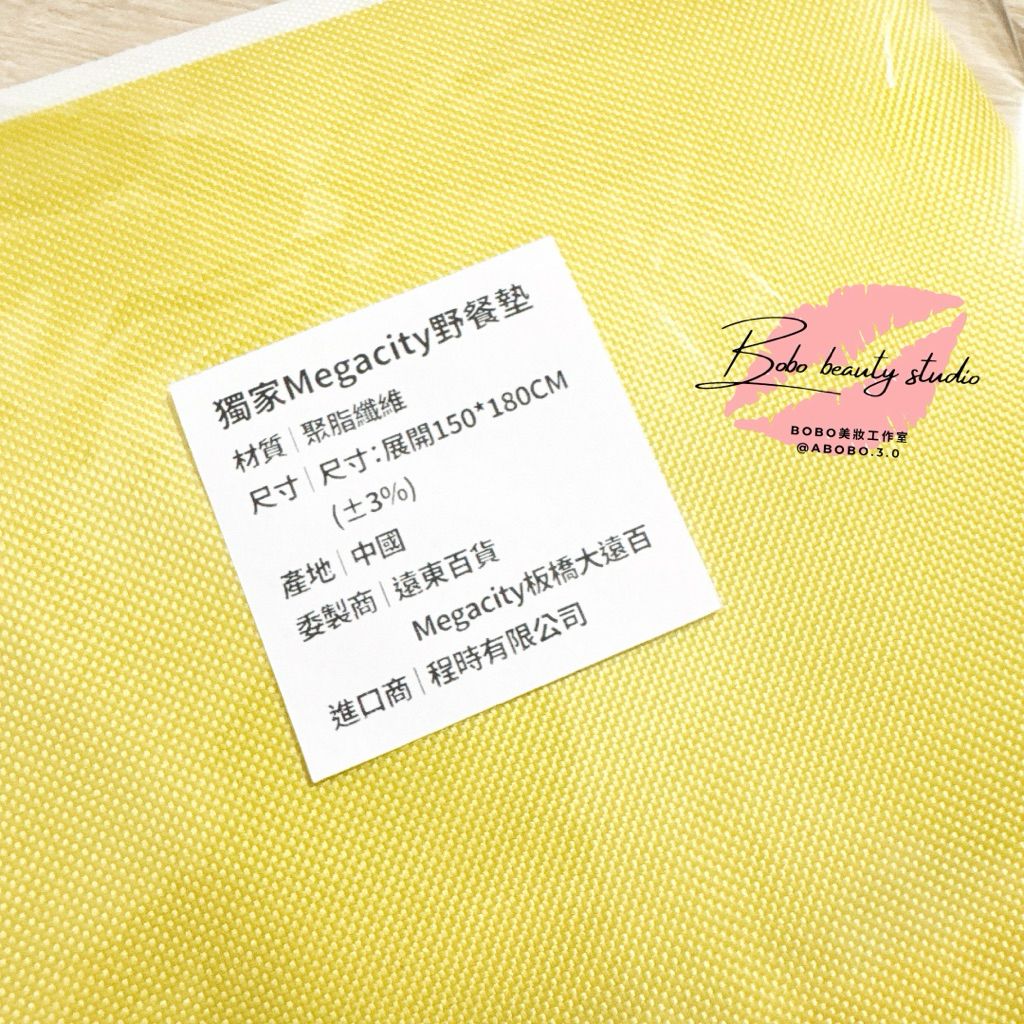 獨家Megacity野餐墊
材質|聚脂纖維
尺寸|尺寸:展開150*180CM
(±3%)
產地|中國
委製商|遠東百貨
Megacity板橋大遠百
進口商|程時有限公司
Bobo beauty studio
BOBO美妝工作室
@ABOBO.3.0